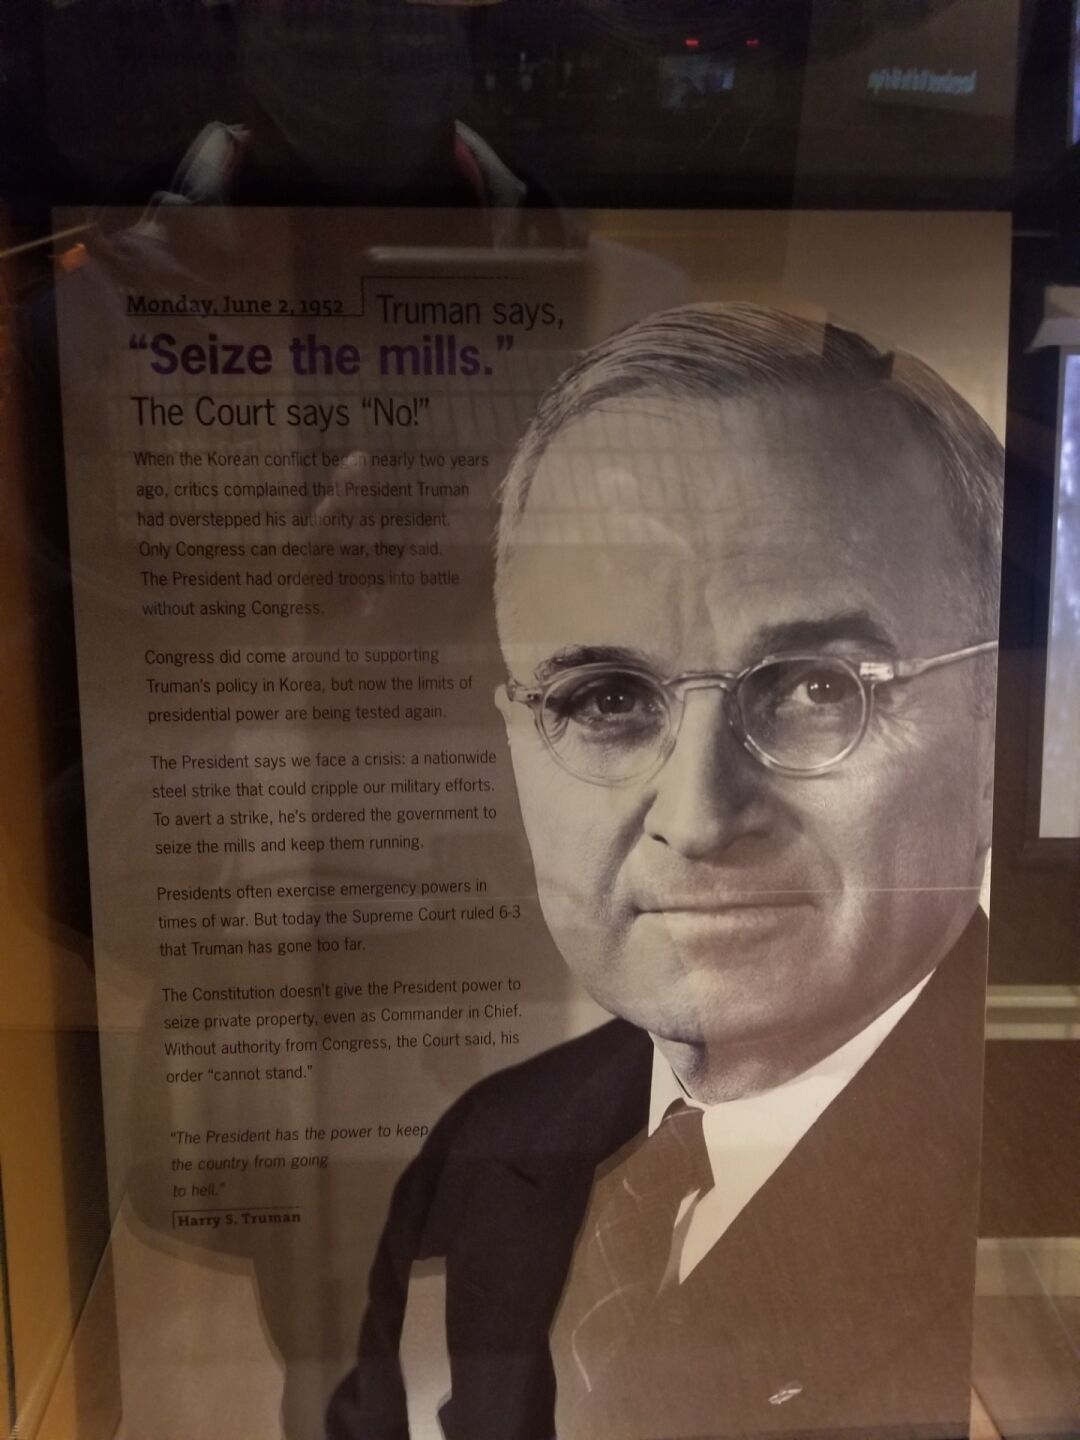 Monday, June 2, 1952 Truman says,
“Seize the mills.”
The Court says “No!”
When the Korean conflict began nearly two years
ago, critics complained that President Truman
had overstepped his authority as president.
Only Congress can declare war, they said.
The President had ordered troops into battle
without asking Congress.
Congress did come around to supporting
Truman’s policy in Korea, but now the limits of
presidential power are being tested again.
The President says we face a crisis: a nationwide
steel strike that could cripple our military efforts.
To avert a strike, he’s ordered the government to
seize the mills and keep them running.
Presidents often exercise emergency powers in
times of war. But today the Supreme Court ruled 6-3
that Truman has gone too far.
The Constitution doesn’t give the President power to
seize private property, even as Commander in Chief.
Without authority from Congress, the Court said, his
order “cannot stand.”
“The President has the power to keep
the country from going
to hell.”
Harry S. Truman